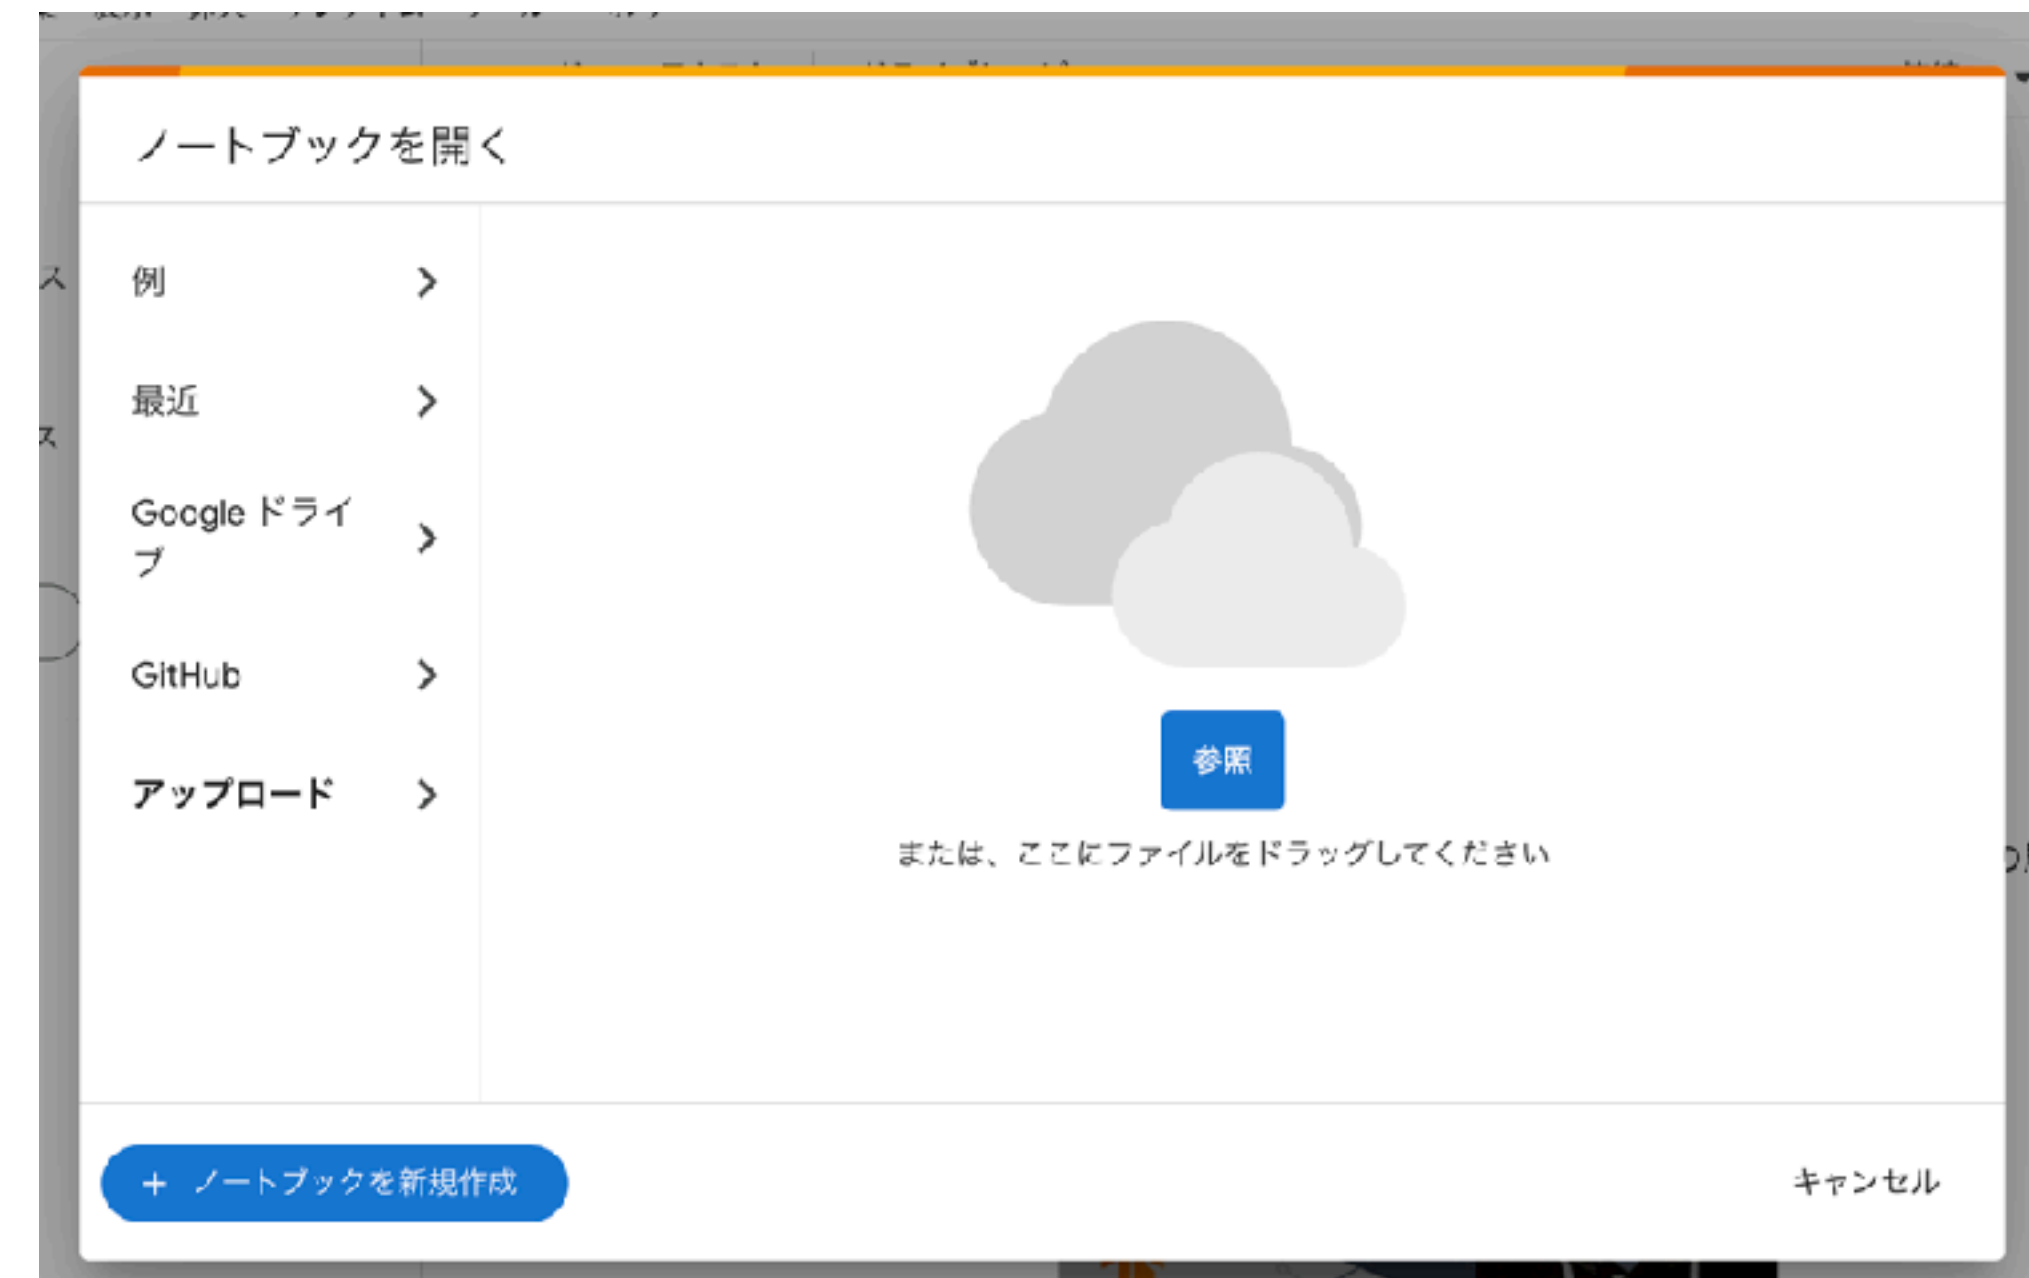 ノートブックを開く
例
最近
Google ドライ
ブ
GitHub
アップロード
参照
または、ここにファイルをドラッグしてください
+ ノートブックを新規作成
キャンセル
ス
ス